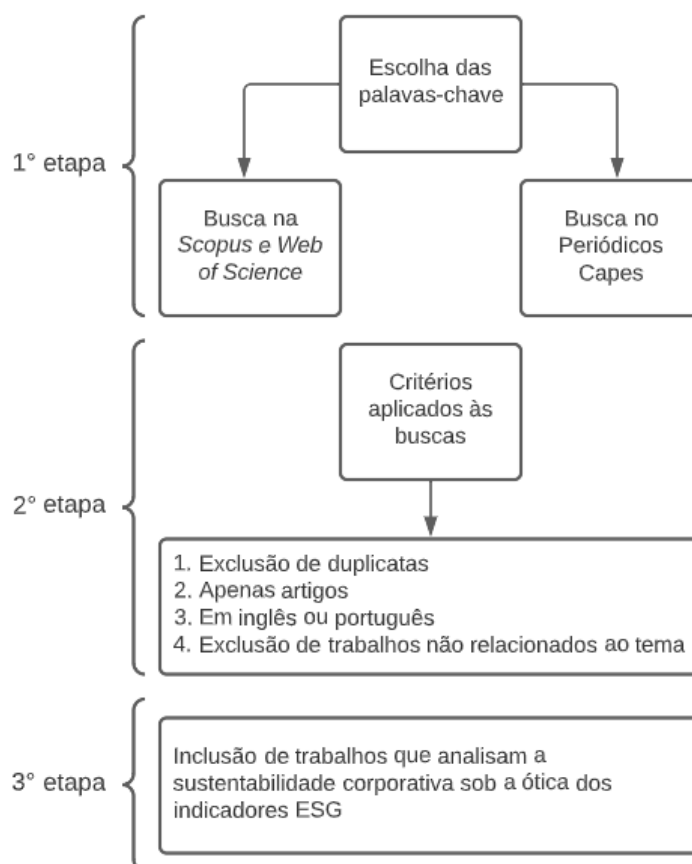 1° etapa
Escolha das
palavas-chave
Busca na
Scopus e Web
of Science
Busca no
Periódicos
Capes
2° etapa
Critérios
aplicados às
buscas
1. Exclusão de duplicatas
2. Apenas artigos
3. Em inglês ou português
4. Exclusão de trabalhos não relacionados ao tema
3° etapa
Inclusão de trabalhos que analisam a
sustentabilidade corporativa sob a ótica dos
indicadores ESG